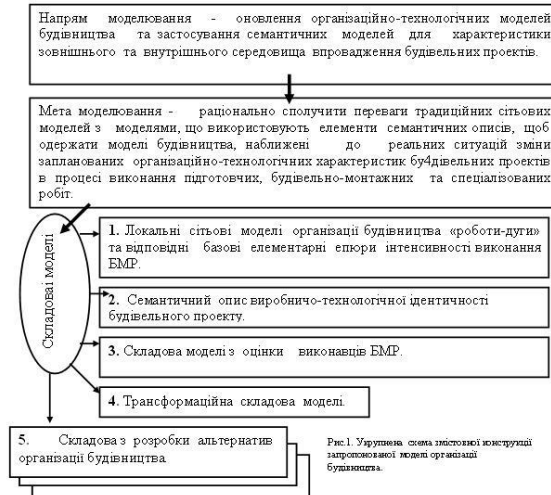 Напрям моделювання - оновлення організаційно-технологічних моделей
будівництва та застосування семантичних моделей для характеристики
зовнішнього та внутрішнього середовища впровадження будівельних проектів.
Мета моделювання - раціонально сполучити переваги традиційних сітьових
моделей з моделями, що використовують елементи семантичних описів, щоб
одержати моделі будівництва, наближені до реальних ситуацій зміни
запланованих організаційно-технологічних характеристик бу4дівельних проектів
в процесі виконання підготовчих, будівельно-монтажних та спеціалізованих
робіт.
Складоваі моделі
1. Локальні сітьові моделі організації будівництва «роботи-дуги»
та відповідні базові елементарні епюри інтенсивності виконання
БМР.
2. Семантичний опис виробничо-технологічної ідентичності
будівельного проекту.
3. Складова моделі з оцінки виконавців БМР.
4. Трансформаційна складова моделі.
5. Складова з розробки альтернатив
організації будівництва
Рис.1. Укрупнена схема змістовної конструкції
запропонованої моделі організації
будівництва.